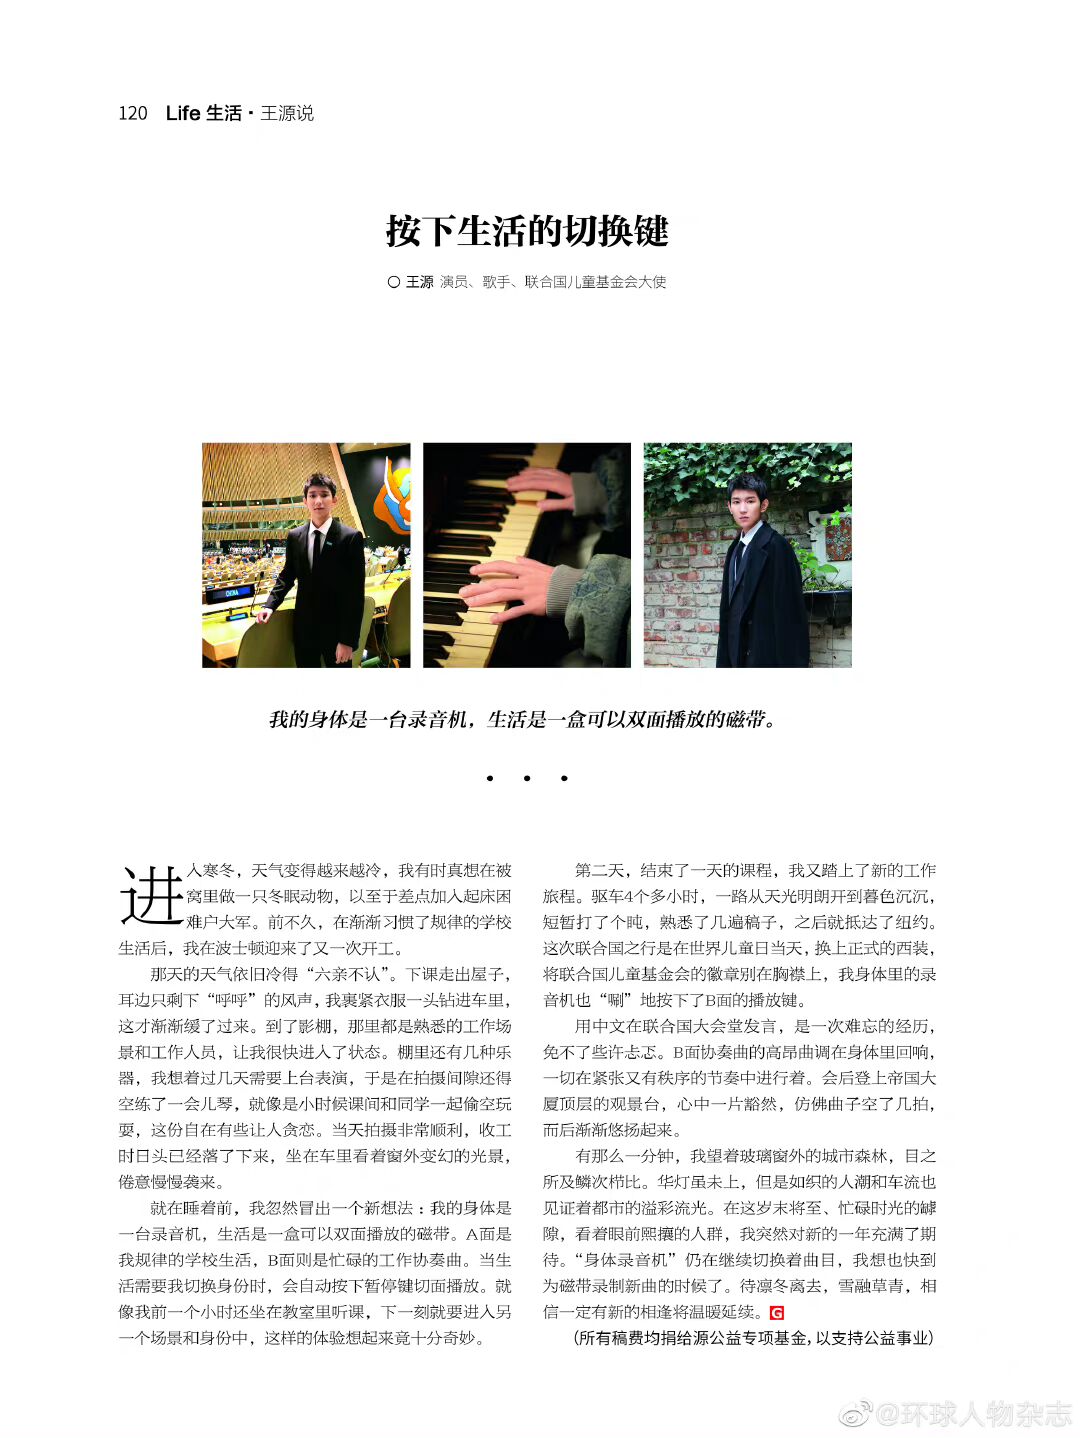 120 Life 生活·王源说
按下生活的切换键
○ 王源 演员、歌手、联合国儿童基金会大使
CHINA
我的身体是一台录音机，生活是一盒可以双面播放的磁带。
• • •
进入寒冬，天气变得越来越冷，我有时真想在被
窝里做一只冬眠动物，以至于差点加入起床困
难户大军。前不久，在渐渐习惯了规律的学校
生活后，我在波士顿迎来了又一次开工。
那天的天气依旧冷得“六亲不认”。下课走出屋子，
耳边只剩下“呼呼”的风声，我裹紧衣服一头钻进车里，
这才渐渐缓了过来。到了影棚，那里都是熟悉的工作场
景和工作人员，让我很快进入了状态。棚里还有几种乐
器，我想着过几天需要上台表演，于是在拍摄间隙还得
空练了一会儿琴，就像是小时候课间和同学一起偷空玩
耍，这份自在有些让人贪恋。当天拍摄非常顺利，收工
时日头已经落了下来，坐在车里看着窗外变幻的光景，
倦意慢慢袭来。
就在睡着前，我忽然冒出一个新想法：我的身体是
一台录音机，生活是一盒可以双面播放的磁带。A面是
我规律的学校生活，B面则是忙碌的工作协奏曲。当生
活需要我切换身份时，会自动按下暂停键切面播放。就
像我前一个小时还坐在教室里听课，下一刻就要进入另
一个场景和身份中，这样的体验想起来竟十分奇妙。
第二天，结束了一天的课程，我又踏上了新的工作
旅程。驱车4个多小时，一路从天光明朗开到暮色沉沉，
短暂打了个盹，熟悉了几遍稿子，之后就抵达了纽约。
这次联合国之行是在世界儿童日当天，换上正式的西装，
将联合国儿童基金会的徽章别在胸襟上，我身体里的录
音机也“唰”地按下了B面的播放键。
用中文在联合国大会堂发言，是一次难忘的经历，
免不了些许忐忑。B面协奏曲的高昂曲调在身体里回响，
一切在紧张又有秩序的节奏中进行着。会后登上帝国大
厦顶层的观景台，心中一片豁然，仿佛曲子空了几拍，
而后渐渐悠扬起来。
有那么一分钟，我望着玻璃窗外的城市森林，目之
所及鳞次栉比。华灯虽未上，但是如织的人潮和车流也
见证着都市的溢彩流光。在这岁末将至、忙碌时光的罅
隙，看着眼前熙攘的人群，我突然对新的一年充满了期
待。“身体录音机”仍在继续切换着曲目，我想也快到
为磁带录制新曲的时候了。待凛冬离去，雪融草青，相
信一定有新的相逢将温暖延续。G
（所有稿费均捐给源公益专项基金，以支持公益事业）
@环球人物杂志